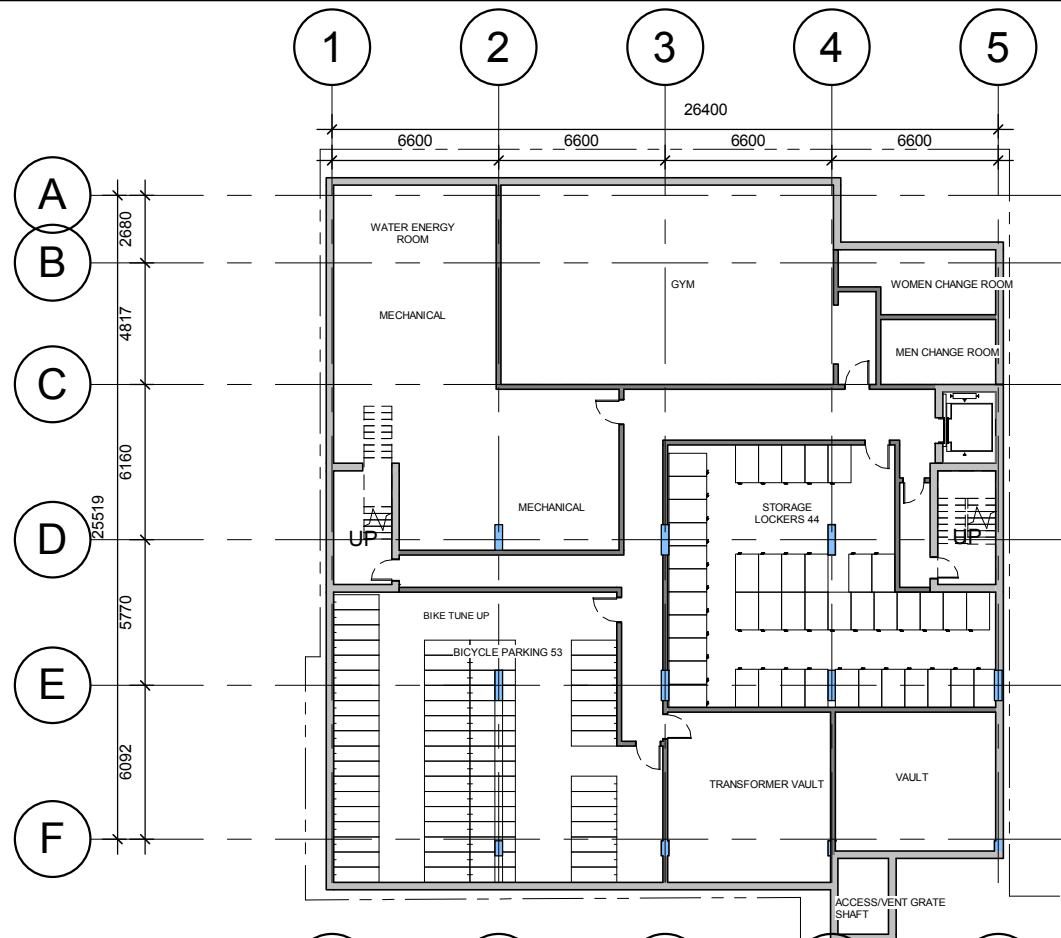 1 2 3 4 5
26400
6600 6600 6600 6600
A
2680
B
4817
C
6160
25519
D
5770
E
6092
F
WATER ENERGY
ROOM
MECHANICAL
GYM
WOMEN CHANGE ROOM
MEN CHANGE ROOM
MECHANICAL
STORAGE
LOCKERS 44
UP
UP
BIKE TUNE UP
BICYCLE PARKING 53
TRANSFORMER VAULT
VAULT
ACCESS/VENT GRATE
SHAFT